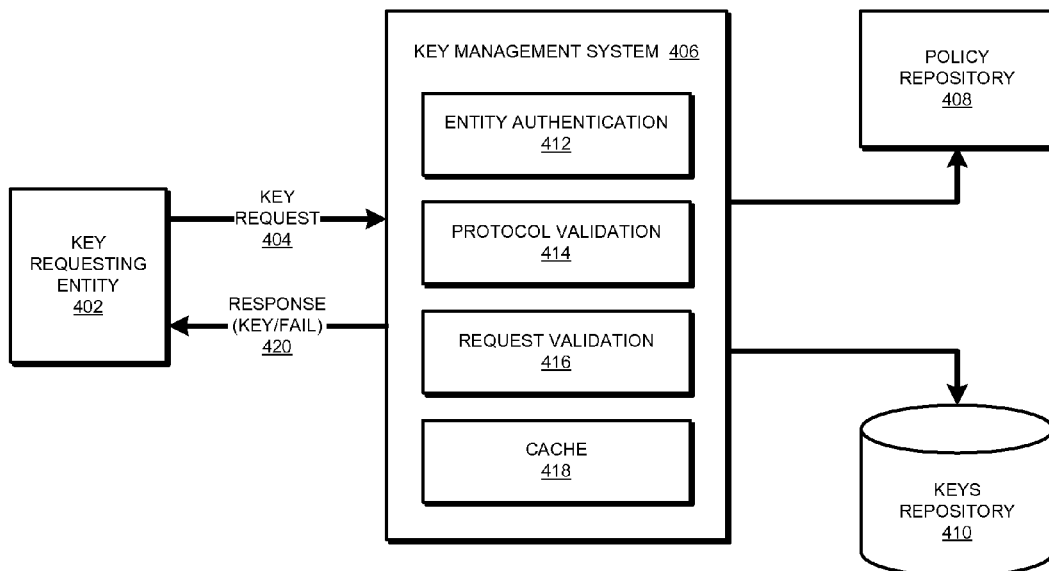 KEY MANAGEMENT SYSTEM 406
ENTITY AUTHENTICATION
412
PROTOCOL VALIDATION
414
REQUEST VALIDATION
416
CACHE
418
KEY
REQUESTING
ENTITY
402
KEY
REQUEST
404
RESPONSE
(KEY/FAIL)
420
POLICY
REPOSITORY
408
KEYS
REPOSITORY
410